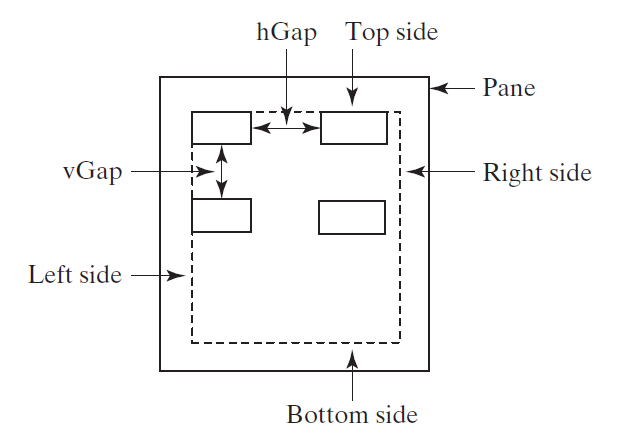 hGap
Top side
Pane
vGap
Right side
Left side
Bottom side